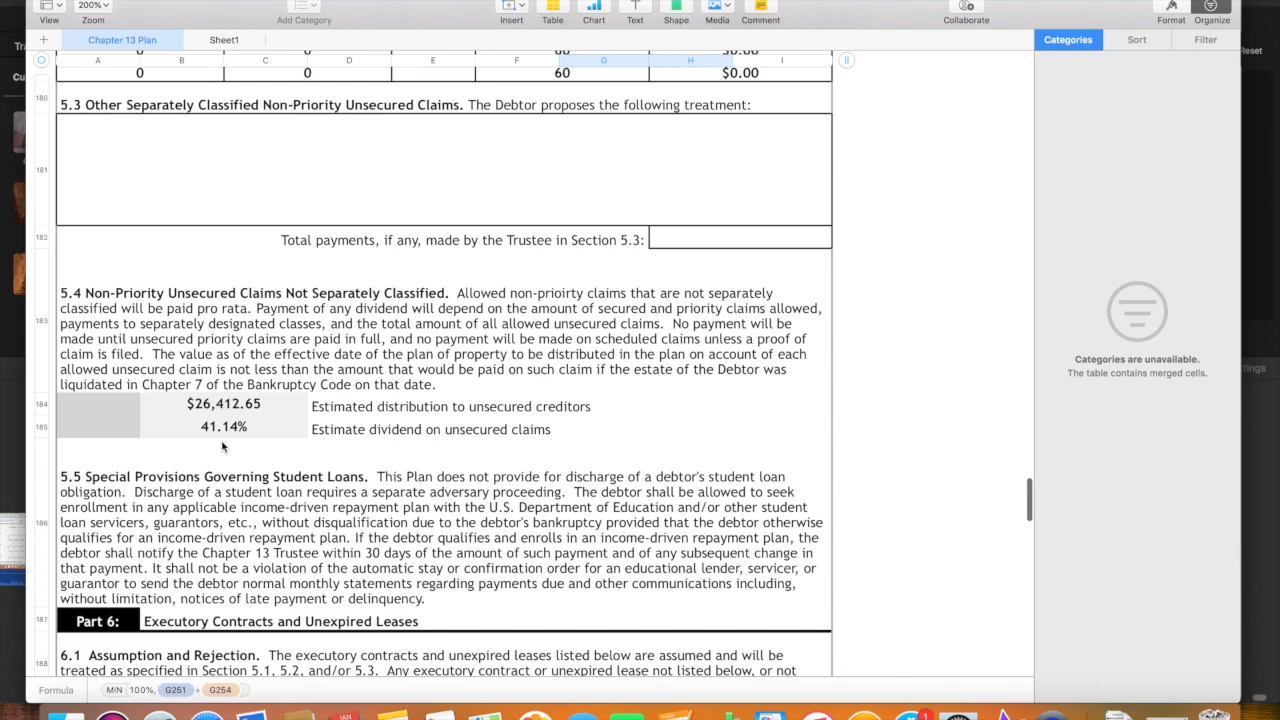 200%
View
Zoom
Add Category
Insert
Table
Chart
Text
Shape
Media
Comment
Collaborate
Format
Organize
Chapter 13 Plan
Sheet1
Categories
Sort
Filter
Reset
A B C D E F G H I
0 0 60 $0.00
180
5.3 Other Separately Classified Non-Priority Unsecured Claims. The Debtor proposes the following treatment:
181
182
Total payments, if any, made by the Trustee in Section 5.3:
5.4 Non-Priority Unsecured Claims Not Separately Classified. Allowed non-prioirty claims that are not separately
classified will be paid pro rata. Payment of any dividend will depend on the amount of secured and priority claims allowed,
183
payments to separately designated classes, and the total amount of all allowed unsecured claims. No payment will be
made until unsecured priority claims are paid in full, and no payment will be made on scheduled claims unless a proof of
claim is filed. The value as of the effective date of the plan of property to be distributed in the plan on account of each
allowed unsecured claim is not less than the amount that would be paid on such claim if the estate of the Debtor was
liquidated in Chapter 7 of the Bankruptcy Code on that date.
184
$26,412.65 Estimated distribution to unsecured creditors
185
41.14% Estimate dividend on unsecured claims
5.5 Special Provisions Governing Student Loans. This Plan does not provide for discharge of a debtor's student loan
obligation. Discharge of a student loan requires a separate adversary proceeding. The debtor shall be allowed to seek
enrollment in any applicable income-driven repayment plan with the U.S. Department of Education and/or other student
186
loan servicers, guarantors, etc., without disqualification due to the debtor's bankruptcy provided that the debtor otherwise
qualifies for an income-driven repayment plan. If the debtor qualifies and enrolls in an income-driven repayment plan, the
debtor shall notify the Chapter 13 Trustee within 30 days of the amount of such payment and of any subsequent change in
that payment. It shall not be a violation of the automatic stay or confirmation order for an educational lender, servicer, or
guarantor to send the debtor normal monthly statements regarding payments due and other communications including,
without limitation, notices of late payment or delinquency.
187
Part 6: Executory Contracts and Unexpired Leases
188
6.1 Assumption and Rejection. The executory contracts and unexpired leases listed below are assumed and will be
treated as specified in Section 5.1, 5.2, and/or 5.3. Any executory contract or unexpired lease not listed below, or not
Categories are unavailable.
The table contains merged cells.
Formula
MIN (100%, G251 ÷ G254 )
JAN
1